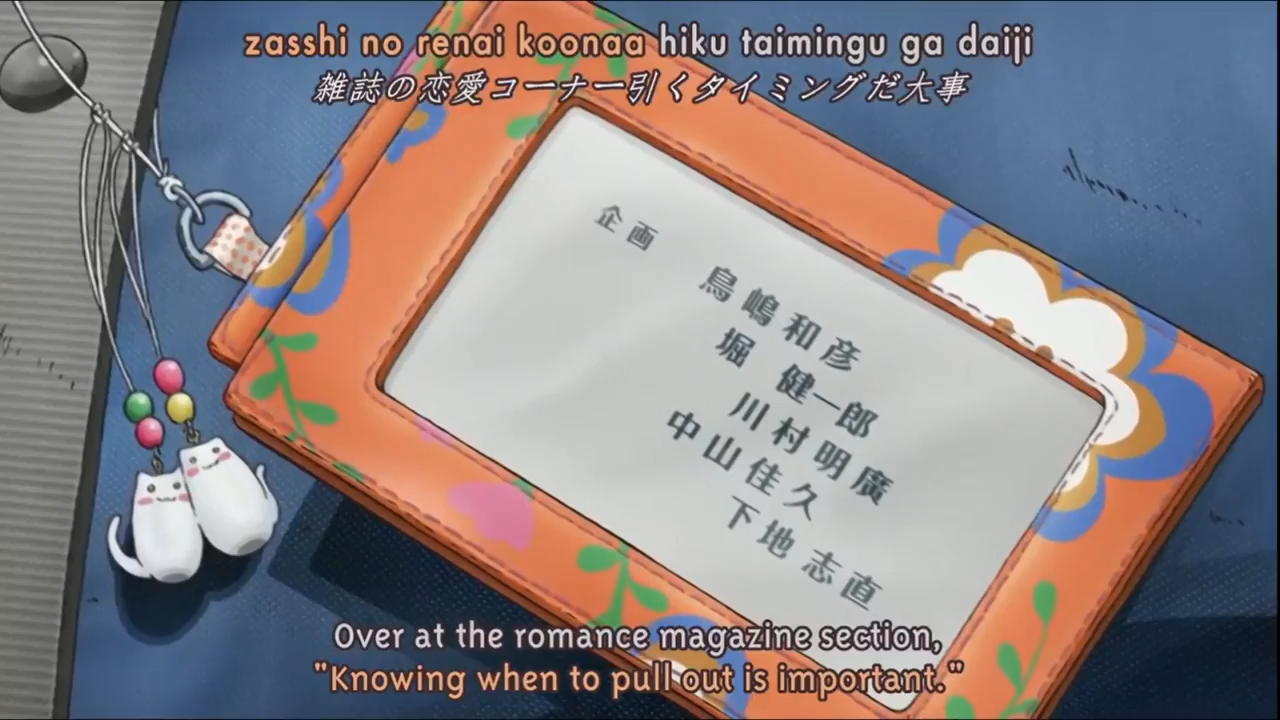 zasshi no renai koonaa hiku taimingu ga daiji
雑誌の恋愛コーナー引くタイミングだ大事
企画
鳥嶋和彦
堀 健一郎
川村明廣
中山佳久
下地志直
Over at the romance magazine section,
"Knowing when to pull out is important."